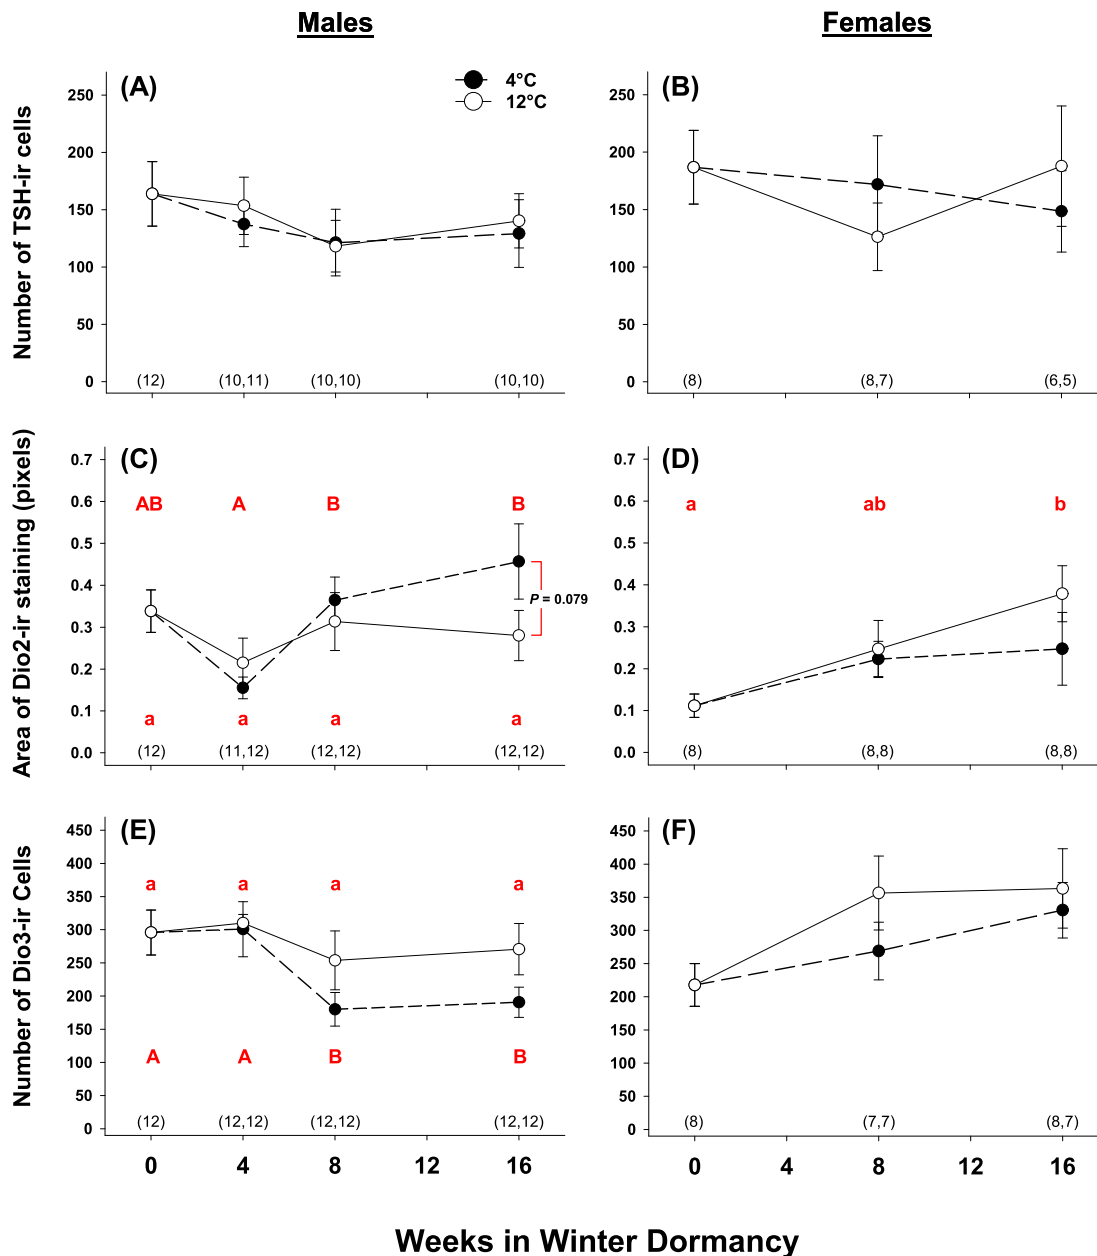 Males
Females
(A)
4°C
12°C
(B)
Number of TSH-ir cells
250
200
150
100
50
0
(12)
(10,11)
(10,10)
(10,10)
250
200
150
100
50
0
(8)
(8,7)
(6,5)
(C)
(D)
Area of Dio2-ir staining (pixels)
0.7
0.6
0.5
0.4
0.3
0.2
0.1
0.0
AB
A
B
B
P = 0.079
a
a
a
a
(12)
(11,12)
(12,12)
(12,12)
0.7
0.6
0.5
0.4
0.3
0.2
0.1
0.0
a
ab
b
(8)
(8,8)
(8,8)
(E)
(F)
Number of Dio3-ir Cells
450
400
350
300
250
200
150
100
50
0
a
a
a
a
A
A
B
B
(12)
(12,12)
(12,12)
(12,12)
0
4
8
12
16
450
400
350
300
250
200
150
100
50
0
(8)
(7,7)
(8,7)
0
4
8
12
16
Weeks in Winter Dormancy